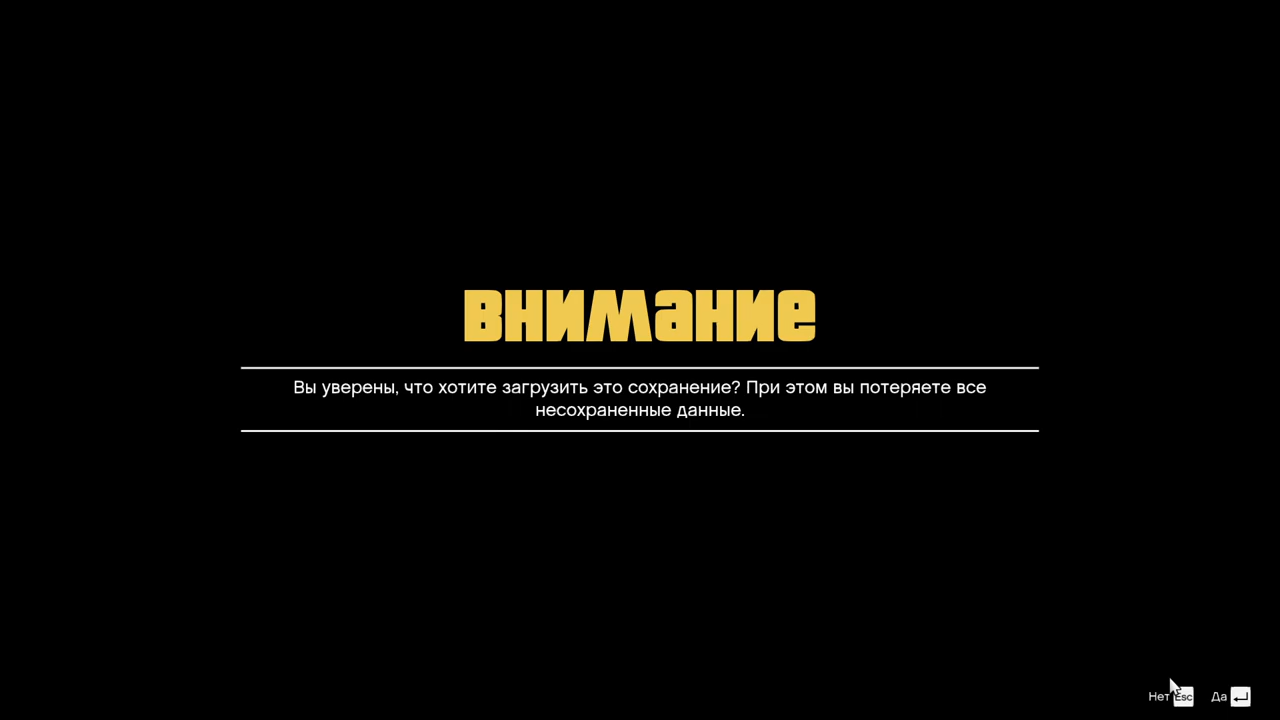 внимание
Вы уверены, что хотите загрузить это сохранение? При этом вы потеряете все
несохраненные данные.
Нет Esc Да